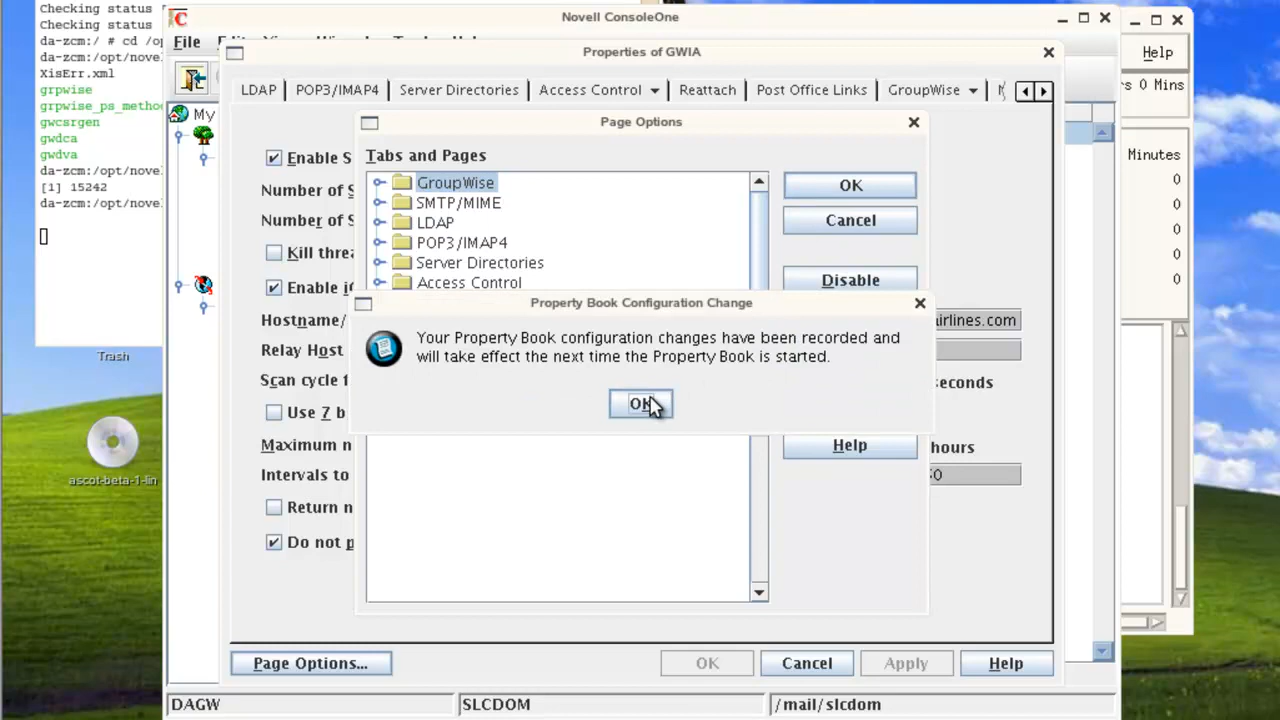 Checking status
Checking status
da-zcm:/ # cd /op
da-zcm:/opt/nove
XisErr.xml
grpwise
grpwise_ps_metho
gwcsrgen
gwdca
gwdva
da-zcm:/opt/nove
[1] 15242
da-zcm:/opt/nove
Trash
ascot-beta-1-lin
Novell ConsoleOne
File
Help
My
Properties of GWIA
LDAP
POP3/IMAP4
Server Directories
Access Control
Reattach
Post Office Links
GroupWise
Enable S
Number of S
Number of S
Kill threa
Enable i
Hostname/
Relay Host
Scan cycle f
Use 7 b
Maximum n
Intervals to
Return n
Do not p
irlines.com
seconds
hours
0
Page Options
Tabs and Pages
GroupWise
SMTP/MIME
LDAP
POP3/IMAP4
Server Directories
Access Control
OK
Cancel
Disable
Help
Property Book Configuration Change
Your Property Book configuration changes have been recorded and
will take effect the next time the Property Book is started.
OK
Page Options...
OK
Cancel
Apply
Help
DAGW
SLCDOM
/mail/slcdom
Help
s 0 Mins
Minutes
0
0
0
0
0